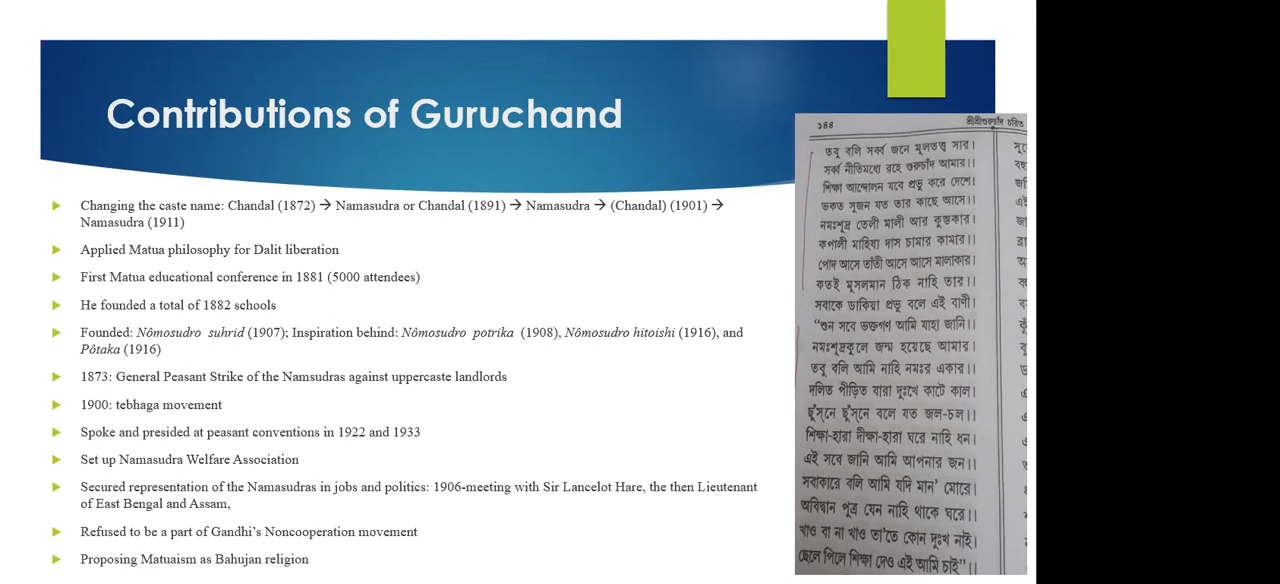 Contributions of Guruchand
Changing the caste name: Chandal (1872) → Namasudra or Chandal (1891) → Namasudra → (Chandal) (1901) →
Namasudra (1911)
Applied Matua philosophy for Dalit liberation
First Matua educational conference in 1881 (5000 attendees)
He founded a total of 1882 schools
Founded: Nômosudro suhrid (1907); Inspiration behind: Nômosudro potrika (1908), Nômosudro hitoishi (1916), and
Pôtaka (1916)
1873: General Peasant Strike of the Namsudras against uppercaste landlords
1900: tebhaga movement
Spoke and presided at peasant conventions in 1922 and 1933
Set up Namasudra Welfare Association
Secured representation of the Namasudras in jobs and politics: 1906-meeting with Sir Lancelot Hare, the then Lieutenant
of East Bengal and Assam,
Refused to be a part of Gandhi's Noncooperation movement
Proposing Matuaism as Bahujan religion
১৪৪ শ্রীশ্রীগুরুচাঁদ চরিত
তবু বলি সর্ব্ব জনে মূলতত্ত্ব সার।
সর্ব্ব নীতিমধ্যে রহে গুরুচাঁদ আমার।।
শিক্ষা আন্দোলন যবে প্রভু করে দেশে।
ভকত সুজন যত তার কাছে আসে।।
নমঃশূদ্র তেলী মালী আর কুম্ভকার।
কপালী মাহিষ্য দাস চামার কামার।।
পোদ আসে তাঁতী আসে আসে মালাকার।
কতই মুসলমান ঠিক নাহি তার।।
সবাকে ডাকিয়া প্রভু বলে এই বাণী।
“শুন সবে ভক্তগণ আমি যাহা জানি।।
নমঃশূদ্রকুলে জন্ম হয়েছে আমার।
তবু বলি আমি নাহি নমঃর একার।।
দলিত পীড়িত যারা দুঃখে কাটে কাল।
ছুঁস্‌নে ছুঁস্‌নে বলে যত জল-চল।।
শিক্ষা-হারা দীক্ষা-হারা ঘরে নাহি ধন।
এই সবে জানি আমি আপনার জন।।
সবাকারে বলি আমি যদি মান’ মোরে।
অবিদ্বান পুত্র যেন নাহি থাকে ঘরে।।
খাও বা না খাও তা’তে কোন দুঃখ নাই।
ছেলে পিলে শিক্ষা দেও এই আমি চাই”।।